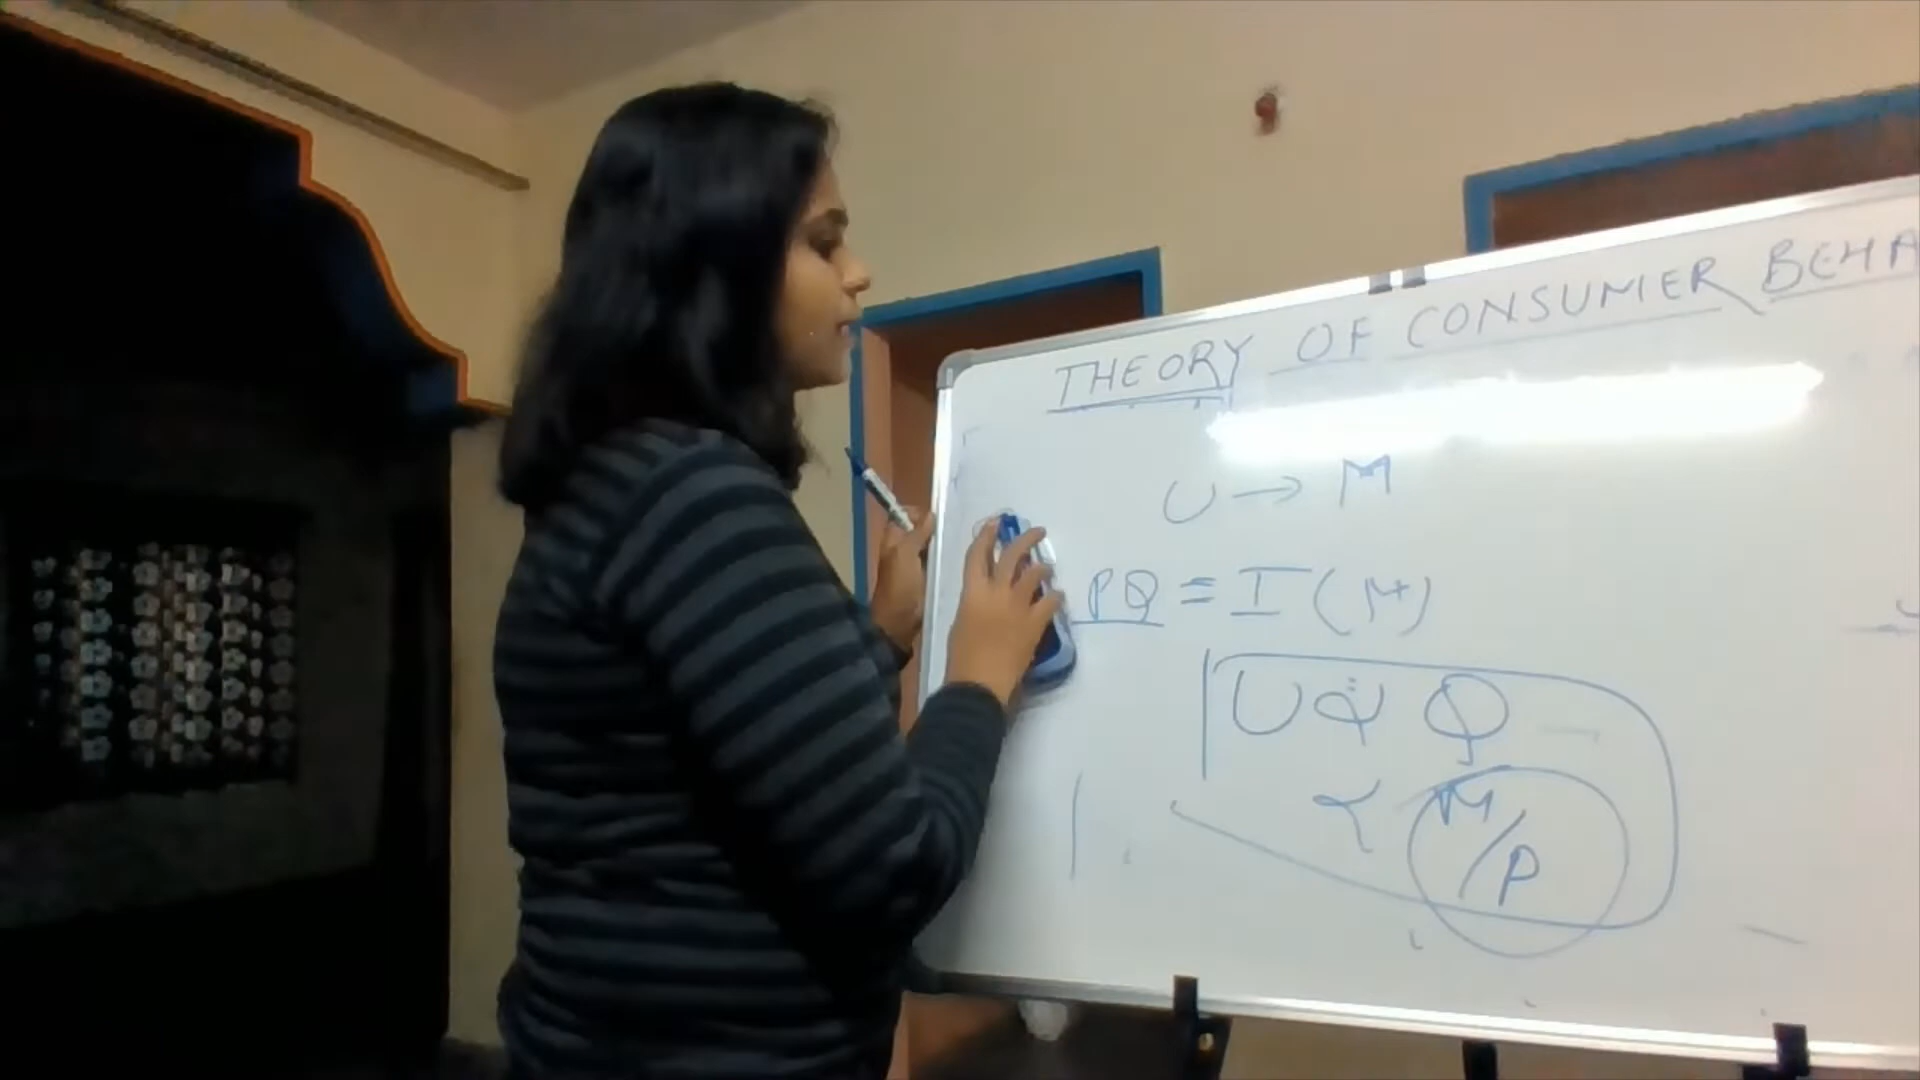 THEORY OF CONSUMER BEHA
U → M
PQ = I (M)
U Q Q
< M/P